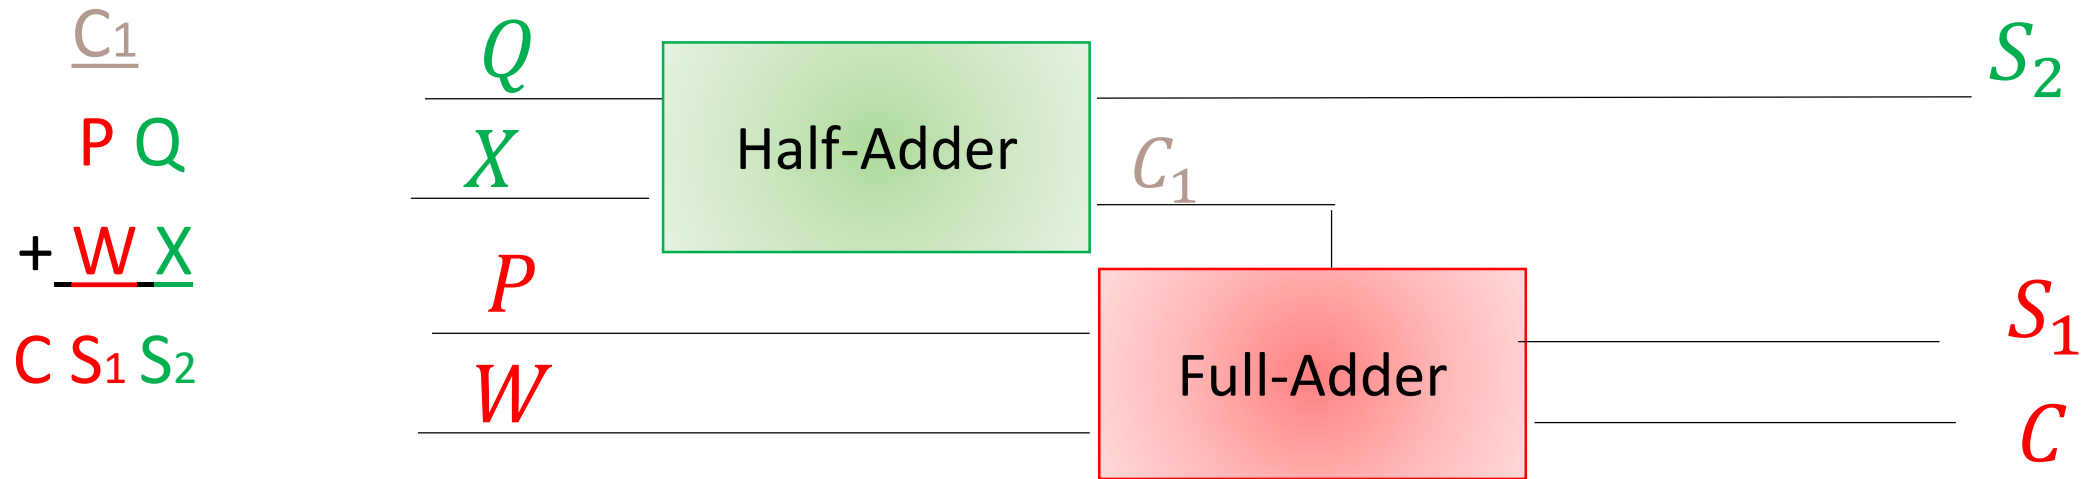 C1
P Q
+ W X
C S1 S2
Q
X
P
W
Half-Adder
C1
Full-Adder
S2
S1
C